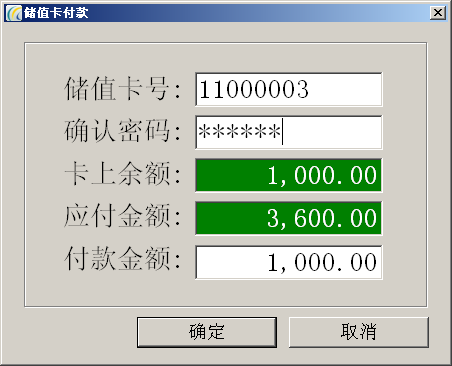 储值卡付款
储值卡号: 11000003
确认密码: ******
卡上余额: 1,000.00
应付金额: 3,600.00
付款金额: 1,000.00
确定 取消